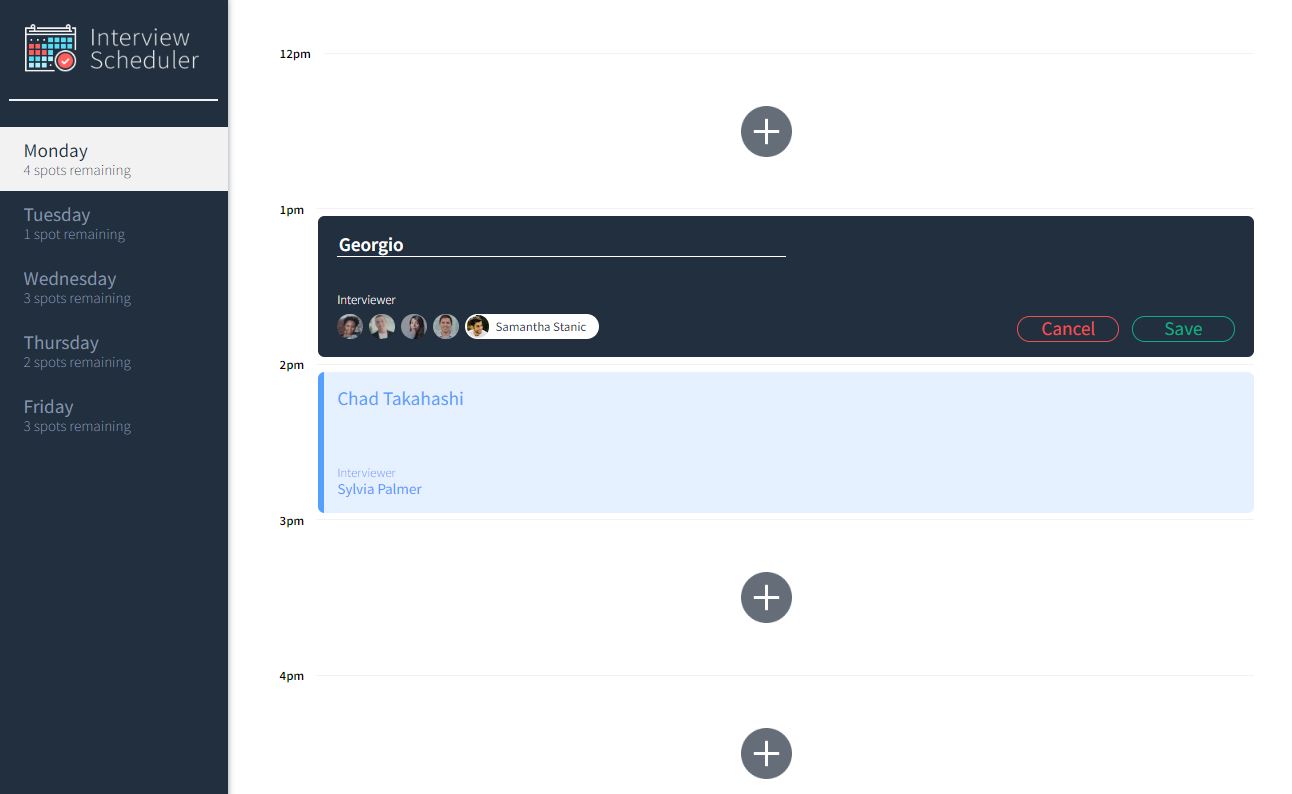 Interview
Scheduler
Monday
4 spots remaining
Tuesday
1 spot remaining
Wednesday
3 spots remaining
Thursday
2 spots remaining
Friday
3 spots remaining
12pm
1pm
Georgio
Interviewer
Samantha Stanic
Cancel
Save
2pm
Chad Takahashi
Interviewer
Sylvia Palmer
3pm
4pm